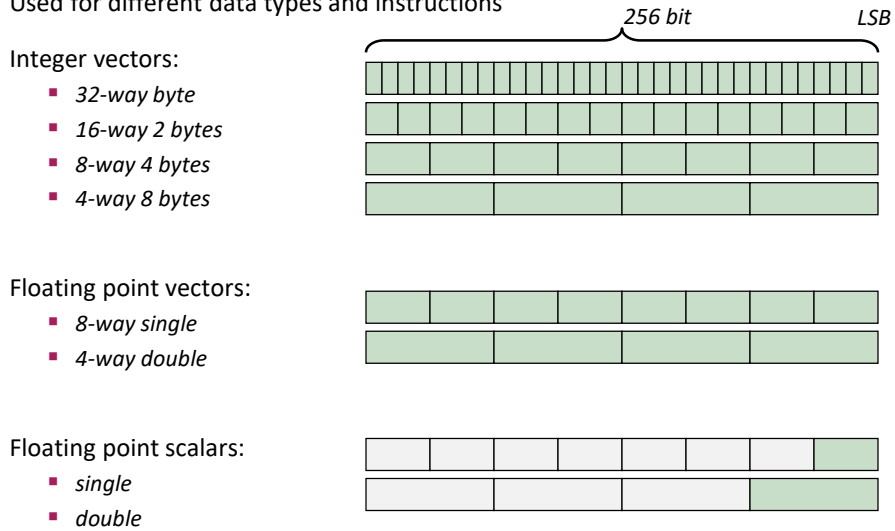 Used for different data types and instructions
256 bit
LSB
Integer vectors:
32-way byte
16-way 2 bytes
8-way 4 bytes
4-way 8 bytes
Floating point vectors:
8-way single
4-way double
Floating point scalars:
single
double